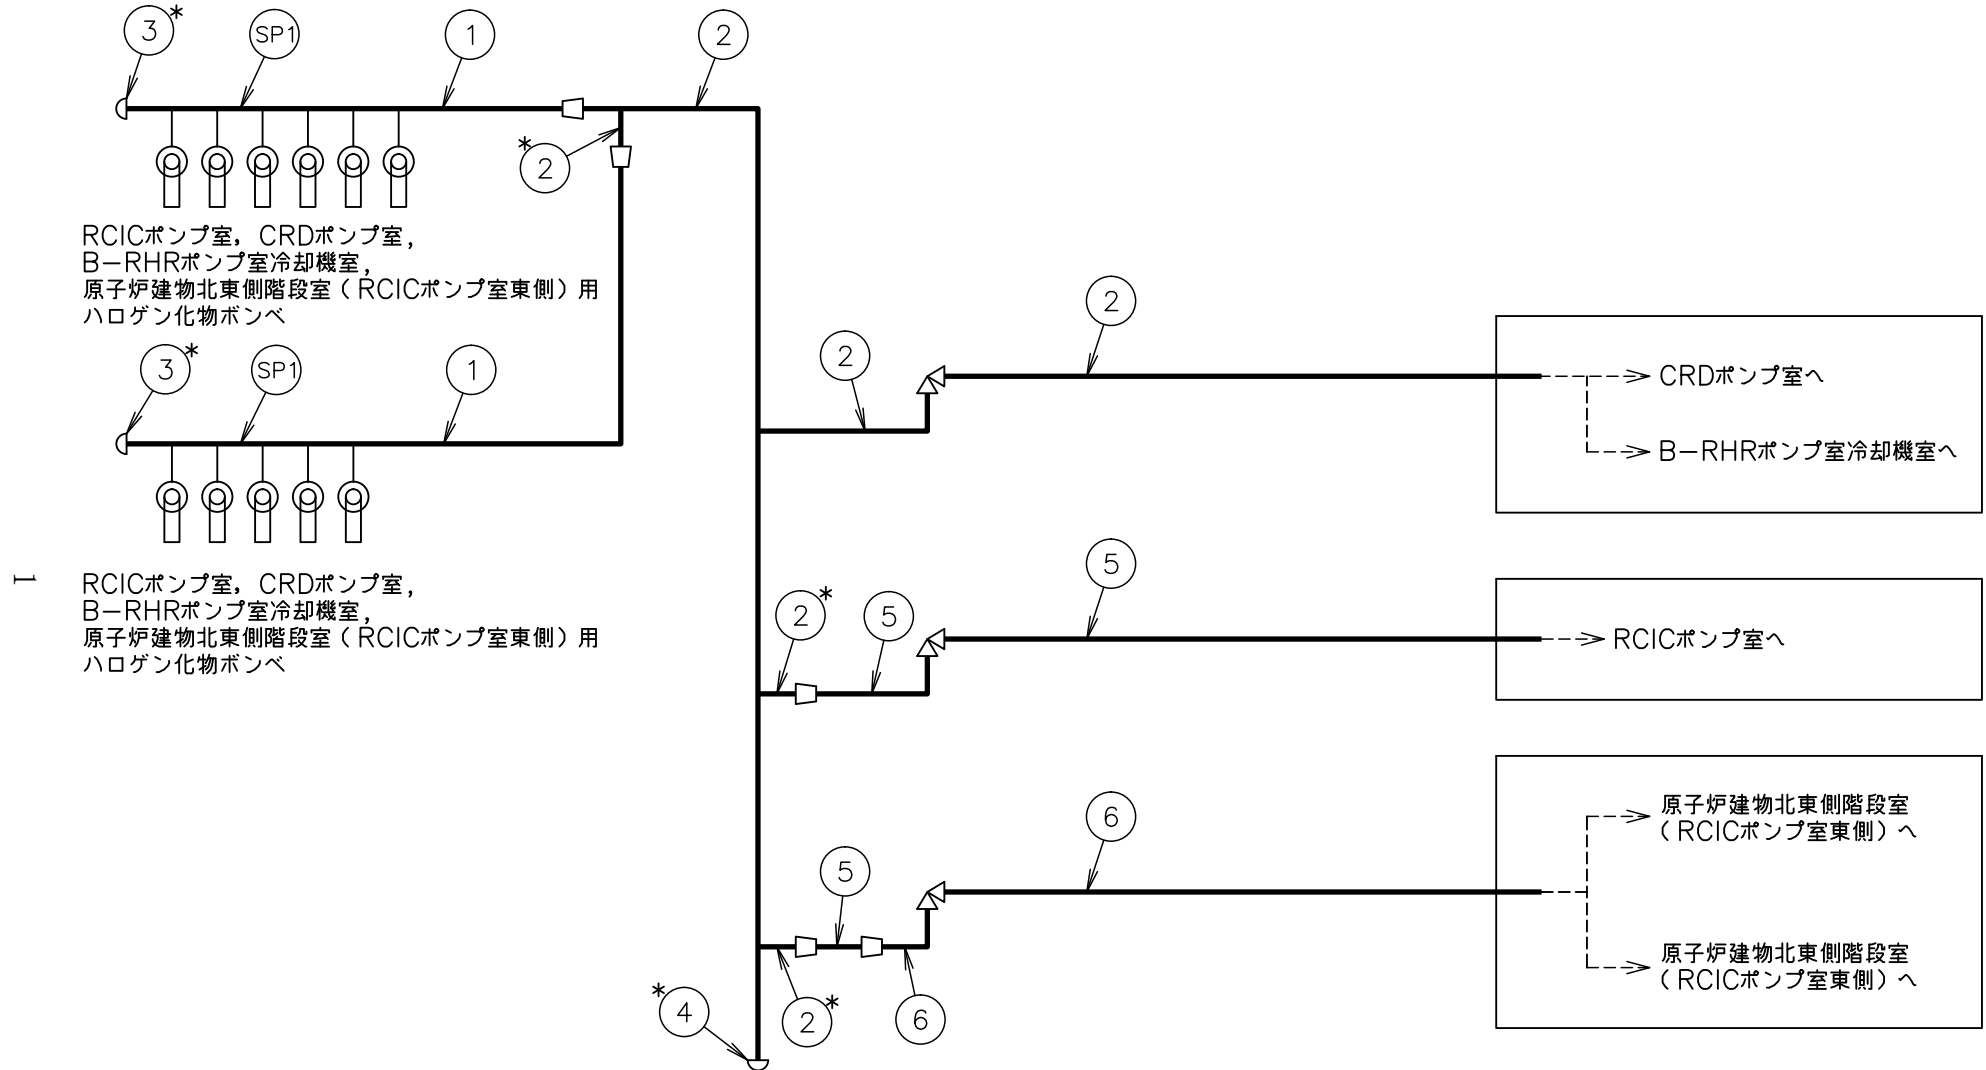 3*
SP1
1
2
*2
RCICポンプ室，CRDポンプ室，
B－RHRポンプ室冷却機室，
原子炉建物北東側階段室（RCICポンプ室東側）用
ハロゲン化物ボンベ
3*
SP1
1
2
2
CRDポンプ室へ
B－RHRポンプ室冷却機室へ
1
RCICポンプ室，CRDポンプ室，
B－RHRポンプ室冷却機室，
原子炉建物北東側階段室（RCICポンプ室東側）用
ハロゲン化物ボンベ
2*
5
5
RCICポンプ室へ
5
6
原子炉建物北東側階段室
（RCICポンプ室東側）へ
原子炉建物北東側階段室
（RCICポンプ室東側）へ
*4
2*
6